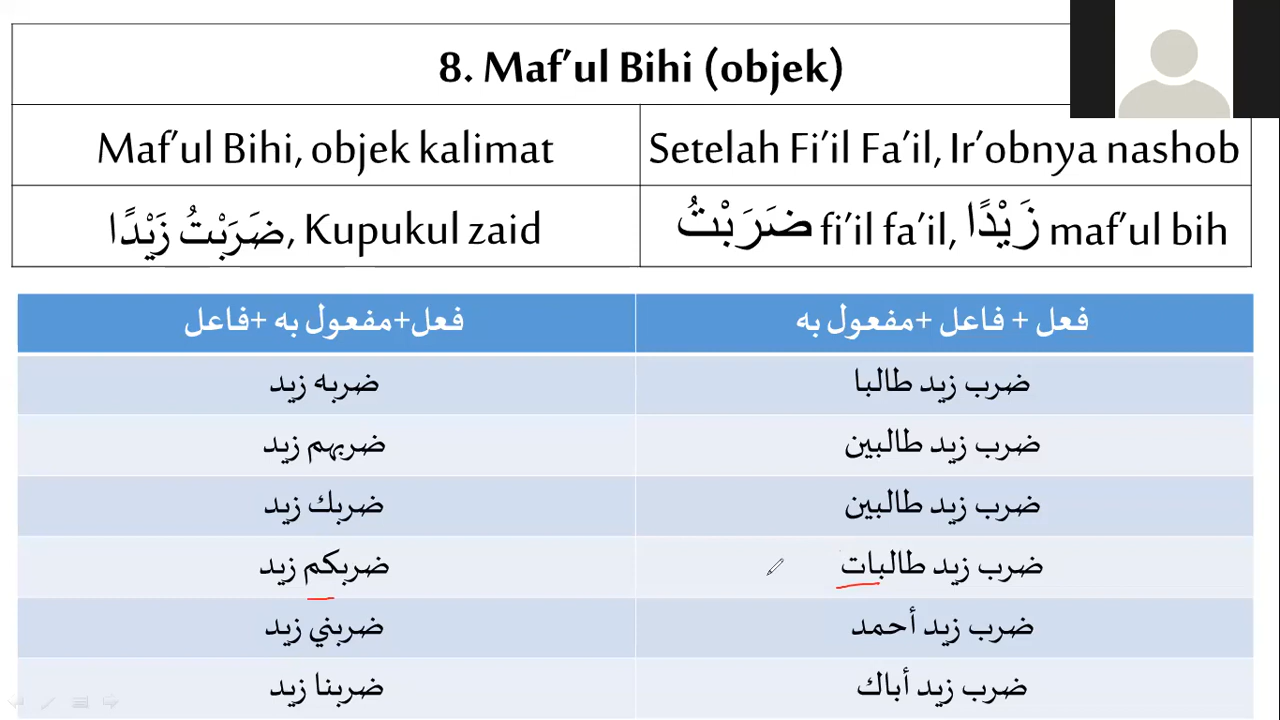 8. Maf'ul Bihi (objek)
Maf'ul Bihi, objek kalimat
Setelah Fi'il Fa'il, Ir'obnya nashob
ضَرَبْتُ زَيْدًا, Kupukul zaid
ضَرَبْتُ fi'il fa'il, زَيْدًا maf'ul bih
فعل + فاعل +مفعول به
فعل+مفعول به +فاعل
ضرب زيد طالبا
ضربه زيد
ضرب زيد طالبين
ضربهم زيد
ضرب زيد طالبين
ضربك زيد
ضرب زيد طالبات
ضربكم زيد
ضرب زيد أحمد
ضربني زيد
ضرب زيد أباك
ضربنا زيد